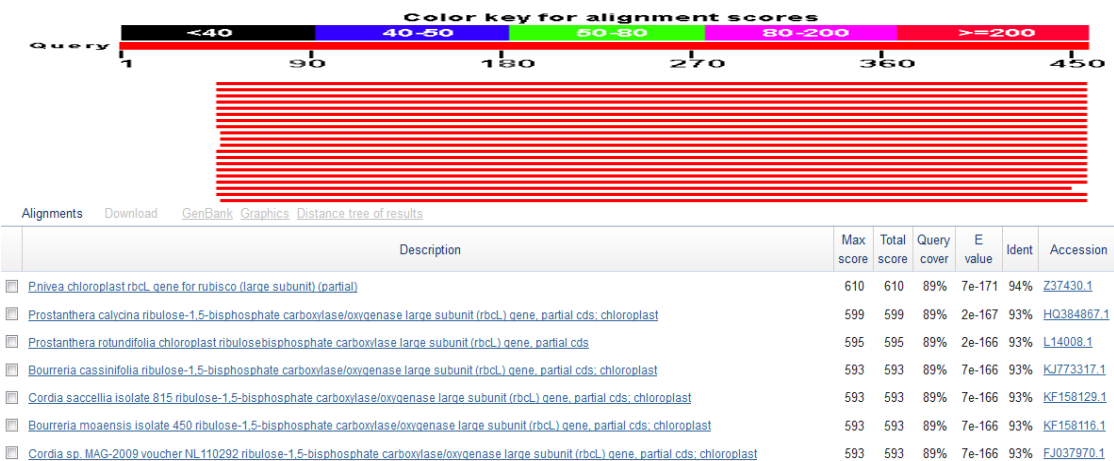 Color key for alignment scores
<40 40-50 50-80 80-200 >=200
Query
1 90 180 270 360 450
Alignments Download GenBank Graphics Distance tree of results
Description Max score Total score Query cover E value Ident Accession
P.nivea chloroplast rbcL gene for rubisco (large subunit) (partial) 610 610 89% 7e-171 94% Z37430.1
Prostanthera calycina ribulose-1,5-bisphosphate carboxylase/oxygenase large subunit (rbcL) gene, partial cds; chloroplast 599 599 89% 2e-167 93% HQ384867.1
Prostanthera rotundifolia chloroplast ribulosebisphosphate carboxylase large subunit (rbcL) gene, partial cds 595 595 89% 2e-166 93% L14008.1
Bourreria cassinifolia ribulose-1,5-bisphosphate carboxylase/oxygenase large subunit (rbcL) gene, partial cds; chloroplast 593 593 89% 7e-166 93% KJ773317.1
Cordia saccellia isolate 815 ribulose-1,5-bisphosphate carboxylase/oxygenase large subunit (rbcL) gene, partial cds; chloroplast 593 593 89% 7e-166 93% KF158129.1
Bourreria moaensis isolate 450 ribulose-1,5-bisphosphate carboxylase/oxygenase large subunit (rbcL) gene, partial cds; chloroplast 593 593 89% 7e-166 93% KF158116.1
Cordia sp. MAG-2009 voucher NL110292 ribulose-1,5-bisphosphate carboxylase/oxygenase large subunit (rbcL) gene, partial cds; chloroplast 593 593 89% 7e-166 93% FJ037970.1